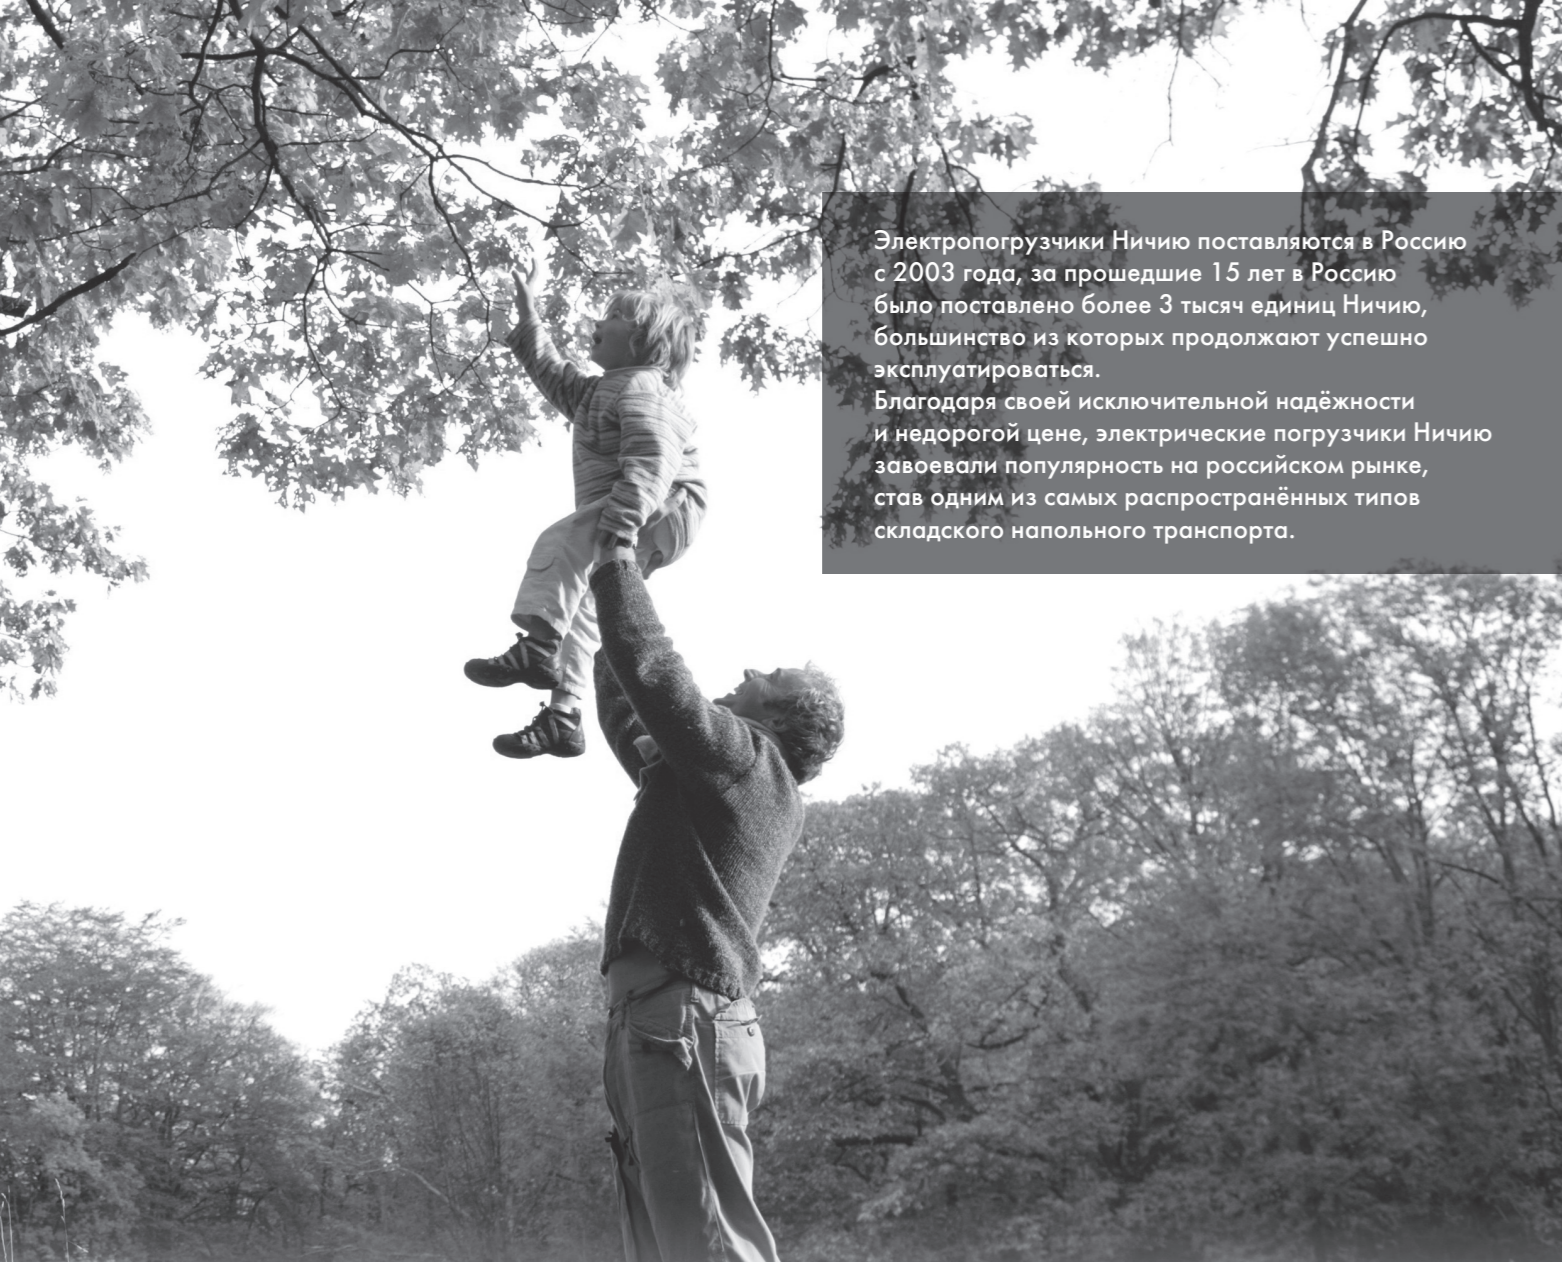 Электропогрузчики Ничию поставляются в Россию
с 2003 года, за прошедшие 15 лет в Россию
было поставлено более 3 тысяч единиц Ничию,
большинство из которых продолжают успешно
эксплуатироваться.
Благодаря своей исключительной надёжности
и недорогой цене, электрические погрузчики Ничию
завоевали популярность на российском рынке,
став одним из самых распространённых типов
складского напольного транспорта.